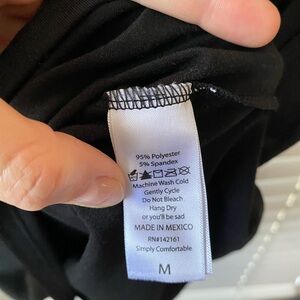 95% Polyester
5% Spandex
Machine Wash Cold
Gently Cycle
Do Not Bleach
Hang Dry
or you'll be sad
MADE IN MEXICO
RN#142161
Simply Comfortable
M